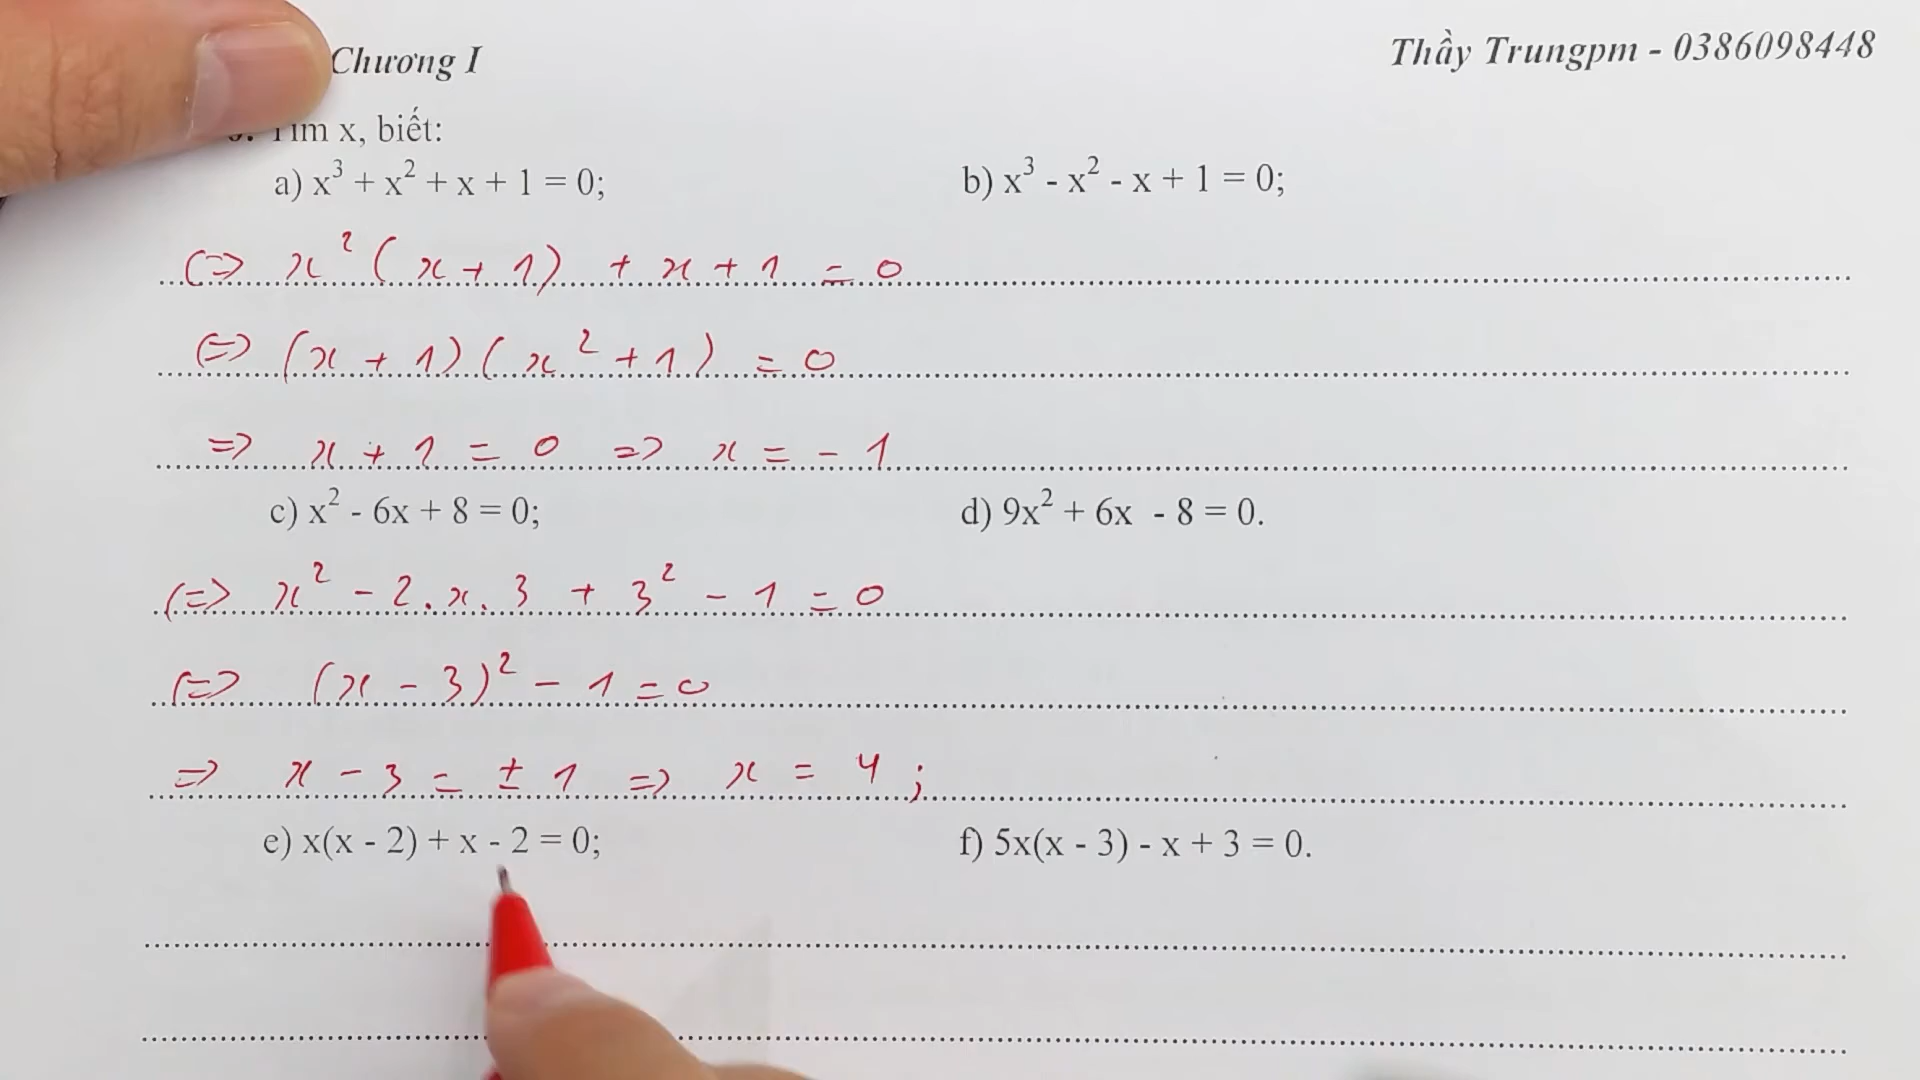 Chương I
Thầy Trungpm - 0386098448
Tìm x, biết:
a) x³ + x² + x + 1 = 0;
b) x³ - x² - x + 1 = 0;
(=> x² (x + 1) + x + 1 = 0
(=> (x + 1) (x² + 1) = 0
=> x + 1 = 0 => x = - 1
c) x² - 6x + 8 = 0;
d) 9x² + 6x - 8 = 0.
(=> x² - 2.x.3 + 3² - 1 = 0
(=> (x - 3)² - 1 = 0
=> x - 3 = ± 1 => x = 4 ;
e) x(x - 2) + x - 2 = 0;
f) 5x(x - 3) - x + 3 = 0.